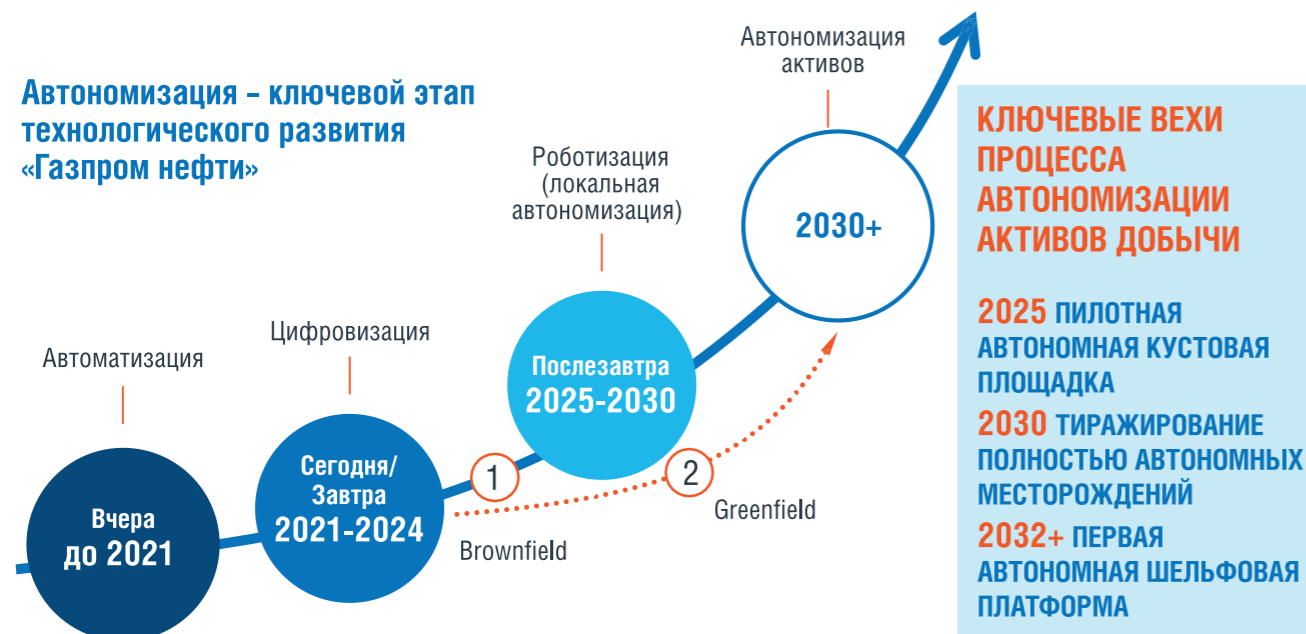 Автономизация – ключевой этап
технологического развития
«Газпром нефти»
Автоматизация
Вчера
до 2021
Цифровизация
Сегодня/
Завтра
2021-2024
1
Brownfield
Роботизация
(локальная
автономизация)
Послезавтра
2025-2030
2
Greenfield
Автономизация
активов
2030+
КЛЮЧЕВЫЕ ВЕХИ
ПРОЦЕССА
АВТОНОМИЗАЦИИ
АКТИВОВ ДОБЫЧИ
2025 ПИЛОТНАЯ
АВТОНОМНАЯ КУСТОВАЯ
ПЛОЩАДКА
2030 ТИРАЖИРОВАНИЕ
ПОЛНОСТЬЮ АВТОНОМНЫХ
МЕСТОРОЖДЕНИЙ
2032+ ПЕРВАЯ
АВТОНОМНАЯ ШЕЛЬФОВАЯ
ПЛАТФОРМА